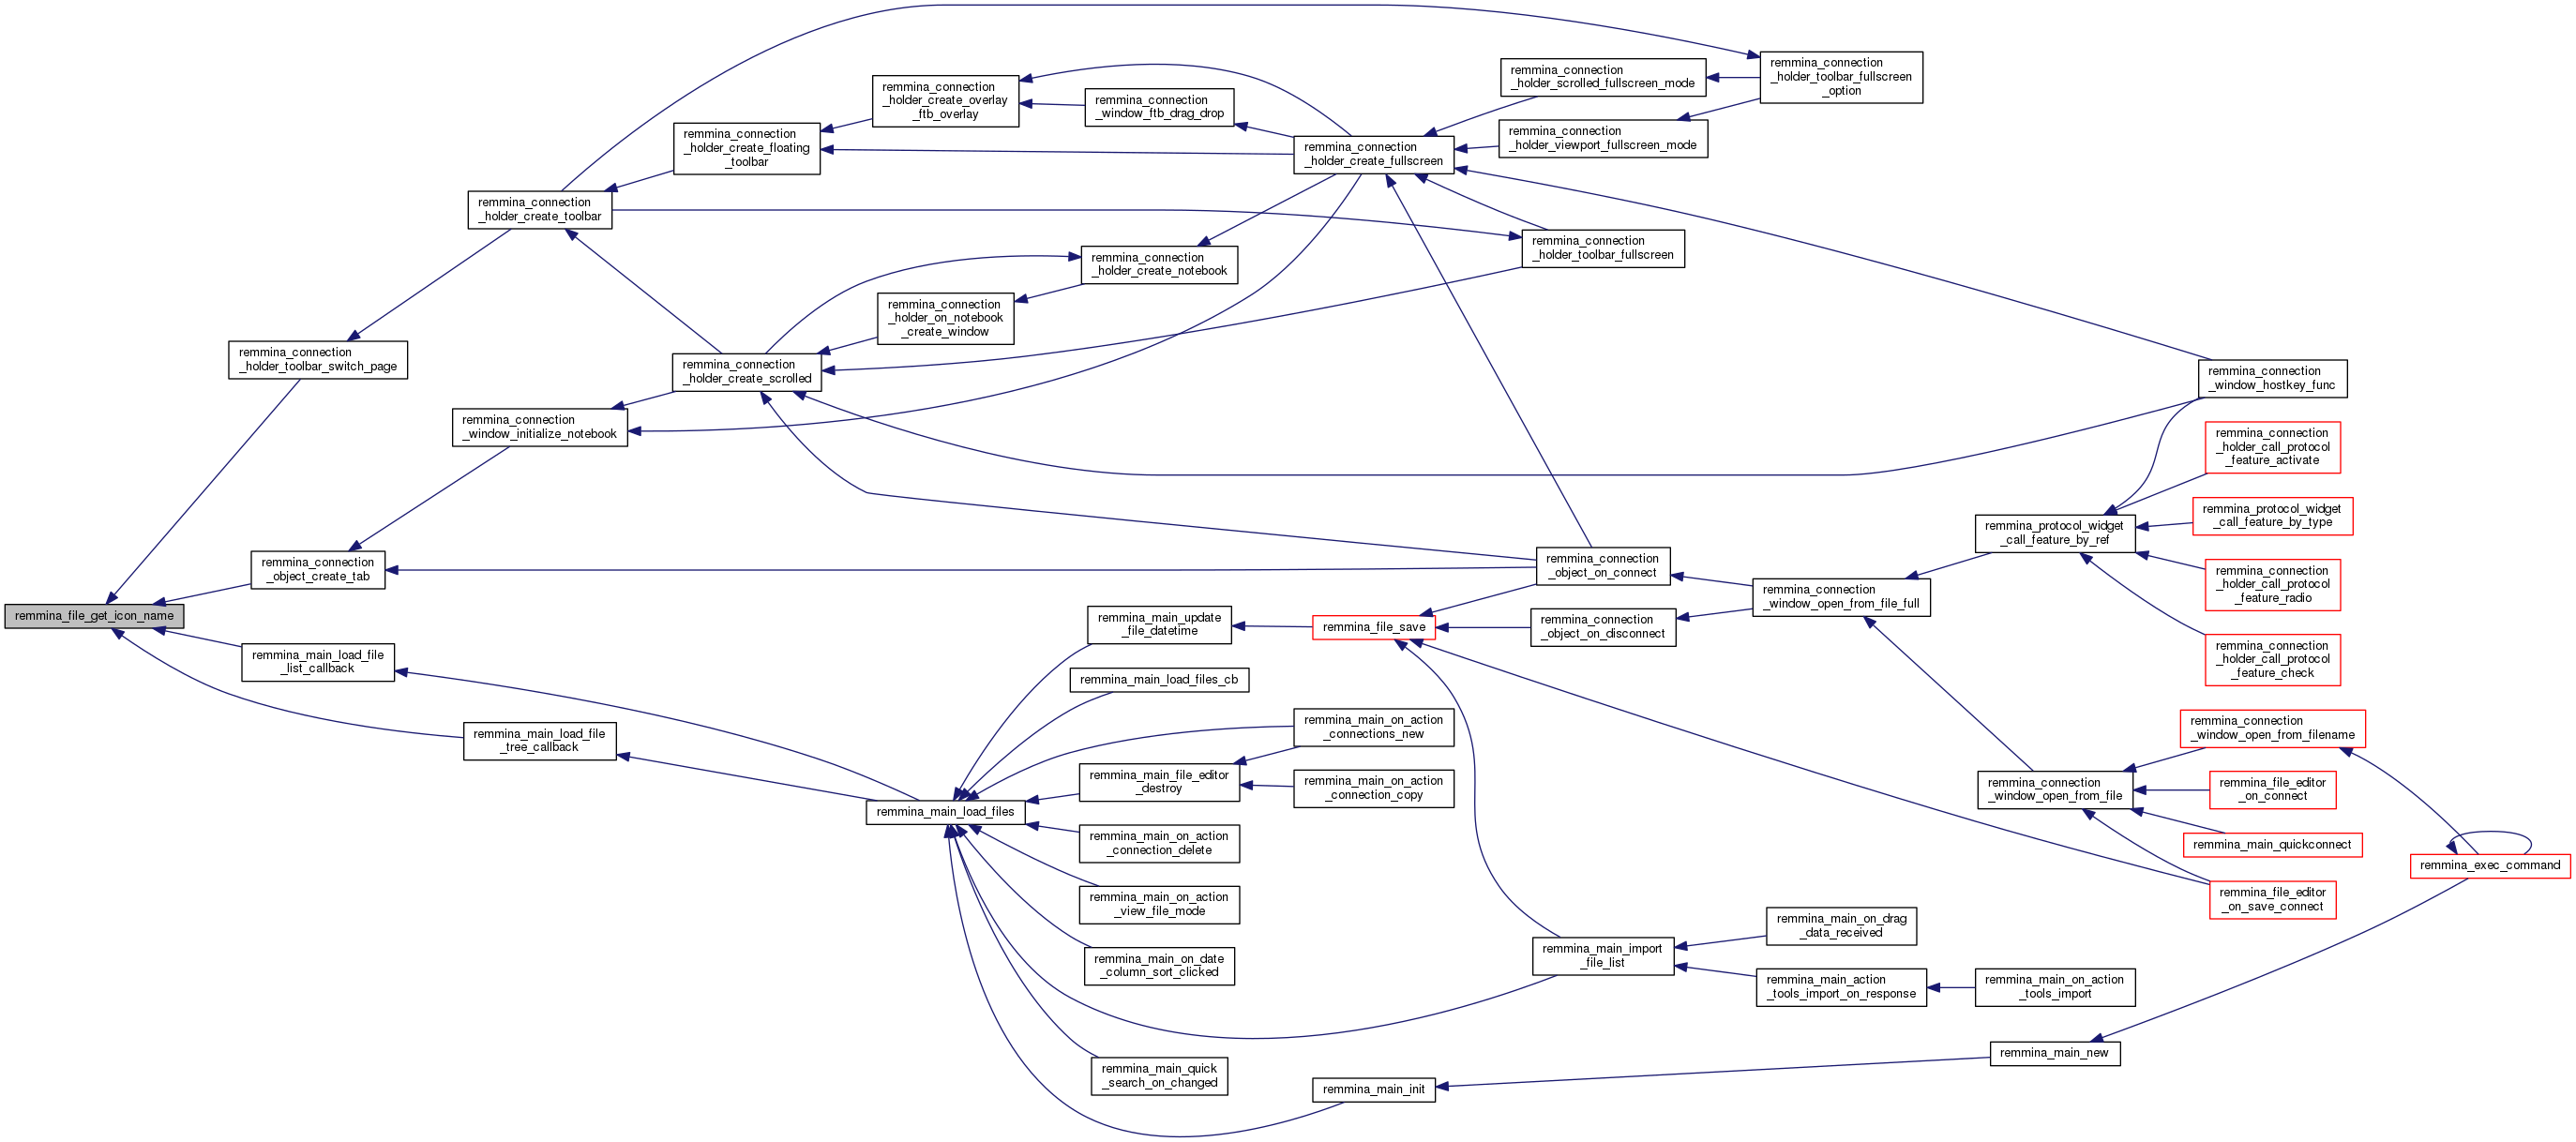 remmina_file_get_icon_name
remmina_connection
_holder_toolbar_switch_page
remmina_connection
_object_create_tab
remmina_main_load_file
_list_callback
remmina_main_load_file
_tree_callback
remmina_connection
_holder_create_toolbar
remmina_connection
_window_initialize_notebook
remmina_connection
_holder_create_floating
_toolbar
remmina_connection
_holder_create_scrolled
remmina_connection
_holder_create_overlay
_ftb_overlay
remmina_connection
_holder_on_notebook
_create_window
remmina_main_load_files
remmina_connection
_window_ftb_drag_drop
remmina_connection
_holder_create_notebook
remmina_main_update
_file_datetime
remmina_main_load_files_cb
remmina_main_file_editor
_destroy
remmina_main_on_action
_connection_delete
remmina_main_on_action
_view_file_mode
remmina_main_on_date
_column_sort_clicked
remmina_main_quick
_search_on_changed
remmina_connection
_holder_create_fullscreen
remmina_file_save
remmina_main_on_action
_connections_new
remmina_main_on_action
_connection_copy
remmina_main_init
remmina_connection
_holder_scrolled_fullscreen_mode
remmina_connection
_holder_viewport_fullscreen_mode
remmina_connection
_holder_toolbar_fullscreen
remmina_connection
_object_on_connect
remmina_connection
_object_on_disconnect
remmina_main_import
_file_list
remmina_connection
_holder_toolbar_fullscreen
_option
remmina_connection
_window_open_from_file_full
remmina_main_on_drag
_data_received
remmina_main_action
_tools_import_on_response
remmina_protocol_widget
_call_feature_by_ref
remmina_connection
_window_open_from_file
remmina_main_on_action
_tools_import
remmina_main_new
remmina_connection
_window_hostkey_func
remmina_connection
_holder_call_protocol
_feature_activate
remmina_protocol_widget
_call_feature_by_type
remmina_connection
_holder_call_protocol
_feature_radio
remmina_connection
_holder_call_protocol
_feature_check
remmina_connection
_window_open_from_filename
remmina_file_editor
_on_connect
remmina_main_quickconnect
remmina_file_editor
_on_save_connect
remmina_exec_command